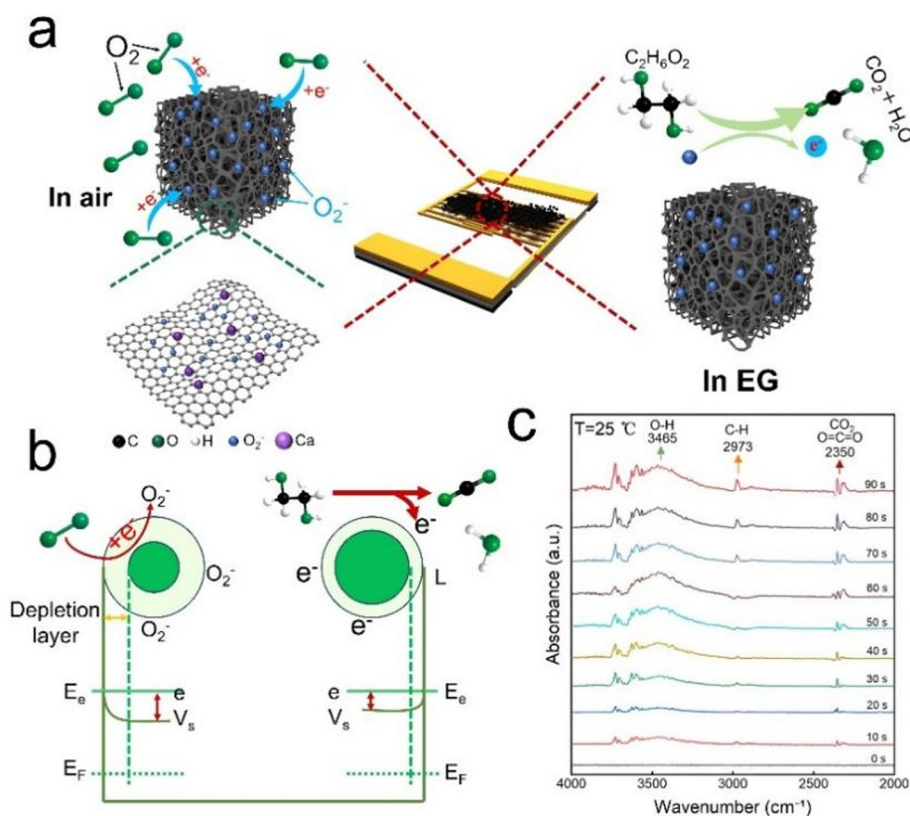 a
O₂
+e⁻
+e⁻
In air
+e⁻
O₂⁻
C₂H₆O₂
CO₂ + H₂O
e⁻
In EG
C O H O₂⁻ Ca
b
O₂⁻
+e⁻
O₂⁻
Depletion
layer
O₂⁻
Eₑ e
Vₛ
E_F
e⁻
e⁻ L
e⁻
Eₑ
Vₛ
E_F
c
T=25 ℃
O-H
3465
C-H
2973
CO₂
O=C=O
2350
90 s
80 s
70 s
60 s
50 s
40 s
30 s
20 s
10 s
0 s
Absorbance (a.u.)
4000 3500 3000 2500 2000
Wavenumber (cm⁻¹)